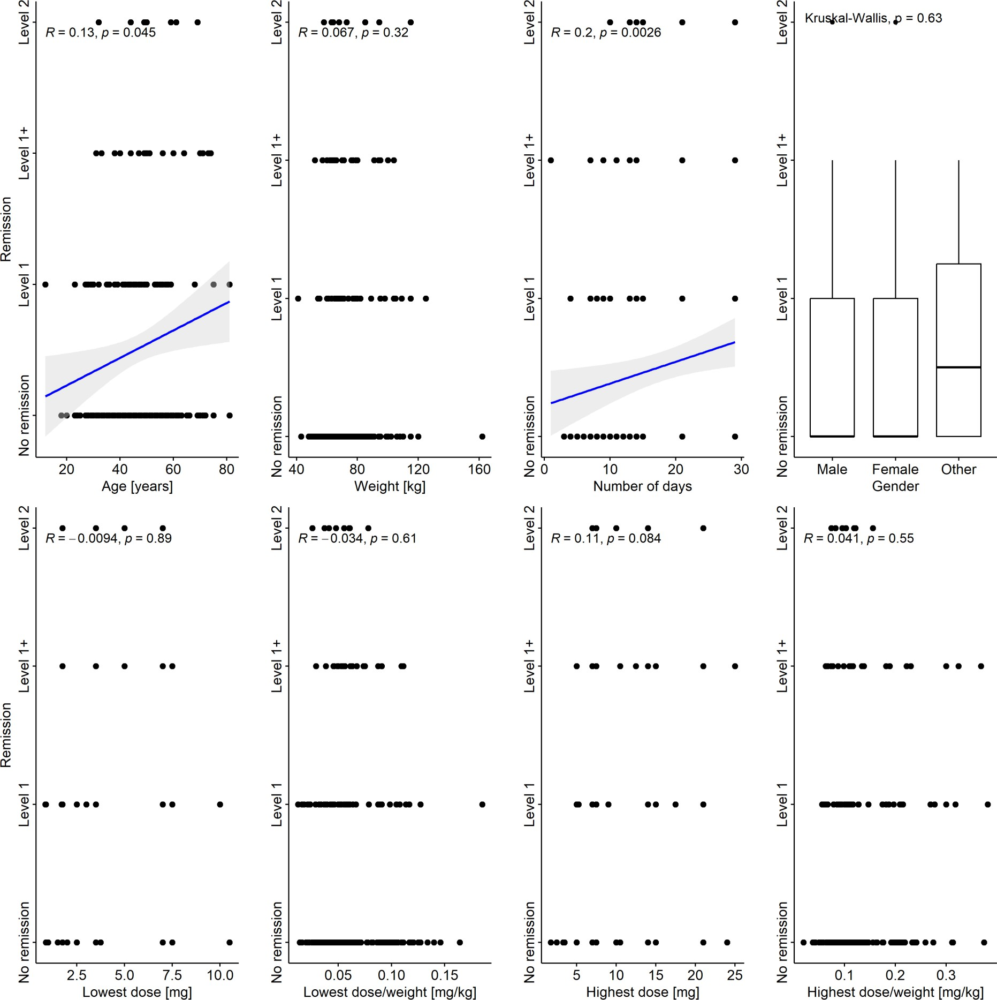 Remission
No remission
Level 1
Level 1+
Level 2
R = 0.13, p = 0.045
20 40 60 80
Age [years]
No remission
Level 1
Level 1+
Level 2
R = 0.067, p = 0.32
40 80 120 160
Weight [kg]
No remission
Level 1
Level 1+
Level 2
R = 0.2, p = 0.0026
0 10 20 30
Number of days
No remission
Level 1
Level 1+
Level 2
Kruskal-Wallis, p = 0.63
Male Female Other
Gender
Remission
No remission
Level 1
Level 1+
Level 2
R = −0.0094, p = 0.89
2.5 5.0 7.5 10.0
Lowest dose [mg]
No remission
Level 1
Level 1+
Level 2
R = −0.034, p = 0.61
0.05 0.10 0.15
Lowest dose/weight [mg/kg]
No remission
Level 1
Level 1+
Level 2
R = 0.11, p = 0.084
5 10 15 20 25
Highest dose [mg]
No remission
Level 1
Level 1+
Level 2
R = 0.041, p = 0.55
0.1 0.2 0.3
Highest dose/weight [mg/kg]